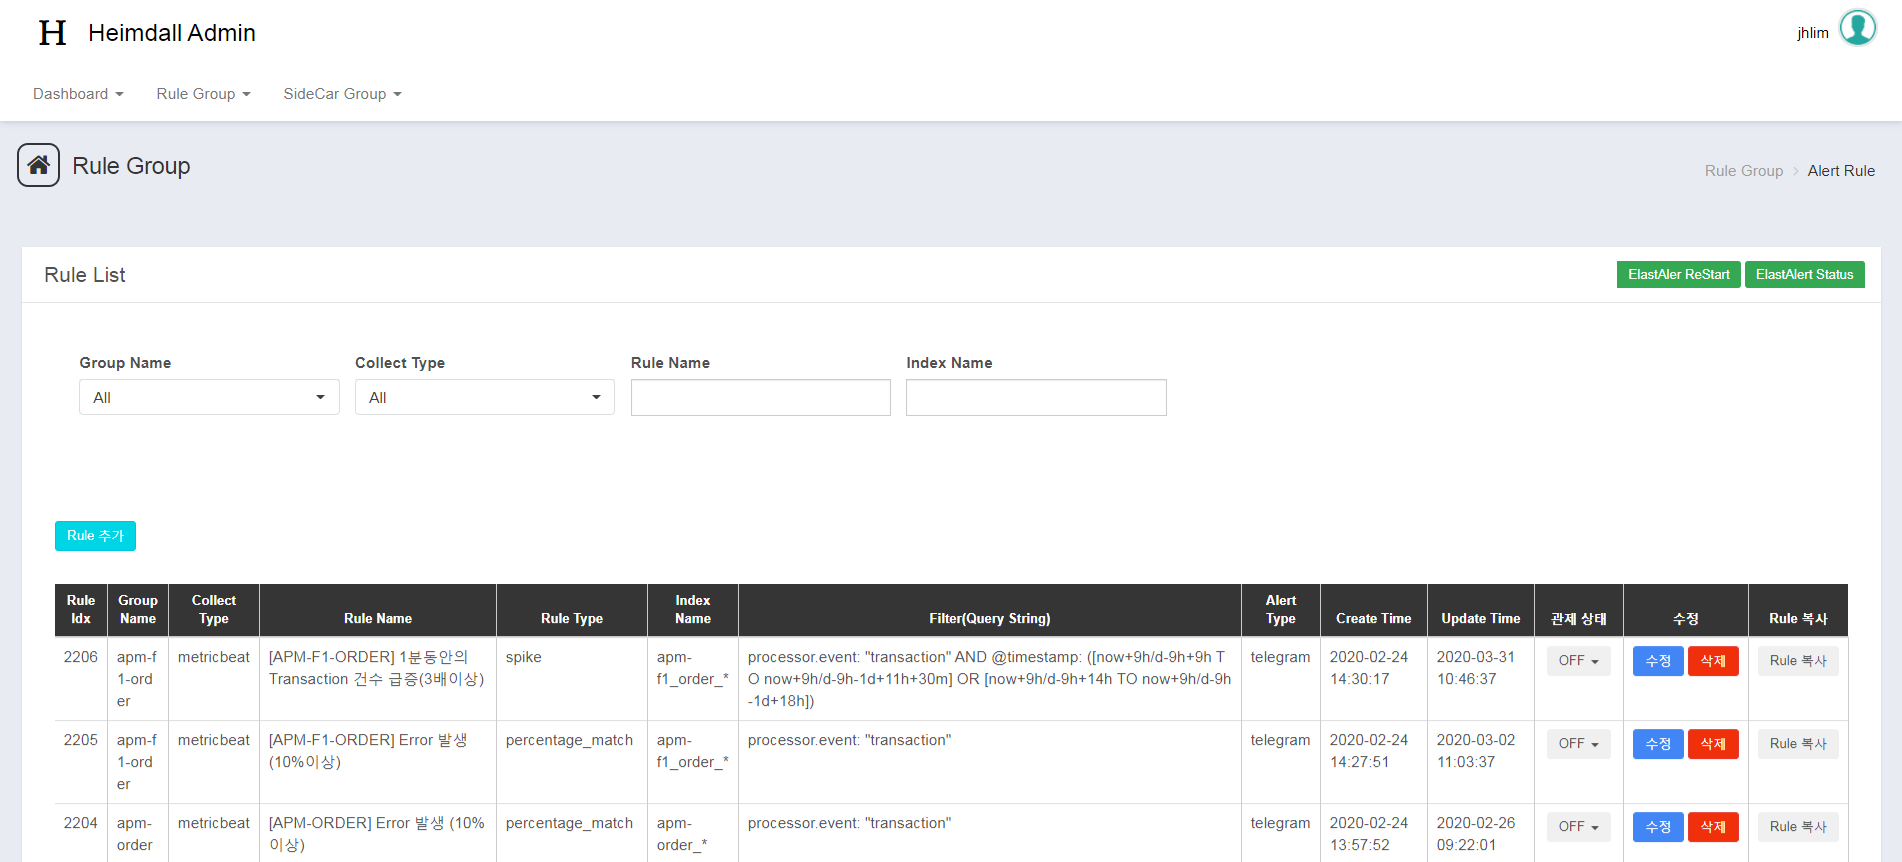 H Heimdall Admin
jhlim
Dashboard Rule Group SideCar Group
Rule Group
Rule Group > Alert Rule
Rule List
ElastAler ReStart ElastAlert Status
Group Name Collect Type Rule Name Index Name
All All
Rule 추가
Rule Idx Group Name Collect Type Rule Name Rule Type Index Name Filter(Query String) Alert Type Create Time Update Time 관제 상태 수정 Rule 복사
2206 apm-f metricbeat [APM-F1-ORDER] 1분동안의 spike apm- processor.event: "transaction" AND @timestamp: ([now+9h/d-9h+9h T telegram 2020-02-24 2020-03-31 OFF 수정 삭제 Rule 복사
1-ord Transaction 건수 급증(3배이상) f1_order_* O now+9h/d-9h-1d+11h+30m] OR [now+9h/d-9h+14h TO now+9h/d-9h 14:30:17 10:46:37
er -1d+18h])
2205 apm-f metricbeat [APM-F1-ORDER] Error 발생 percentage_match apm- processor.event: "transaction" telegram 2020-02-24 2020-03-02 OFF 수정 삭제 Rule 복사
1-ord (10%이상) f1_order_* 14:27:51 11:03:37
er
2204 apm- metricbeat [APM-ORDER] Error 발생 (10% percentage_match apm- processor.event: "transaction" telegram 2020-02-24 2020-02-26 OFF 수정 삭제 Rule 복사
order 이상) order_* 13:57:52 09:22:01